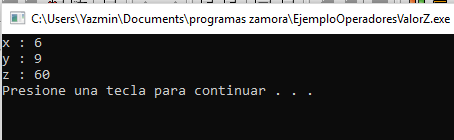 C:\Users\Yazmin\Documents\programas zamora\EjemploOperadoresValorZ.exe
x : 6
y : 9
z : 60
Presione una tecla para continuar . . .